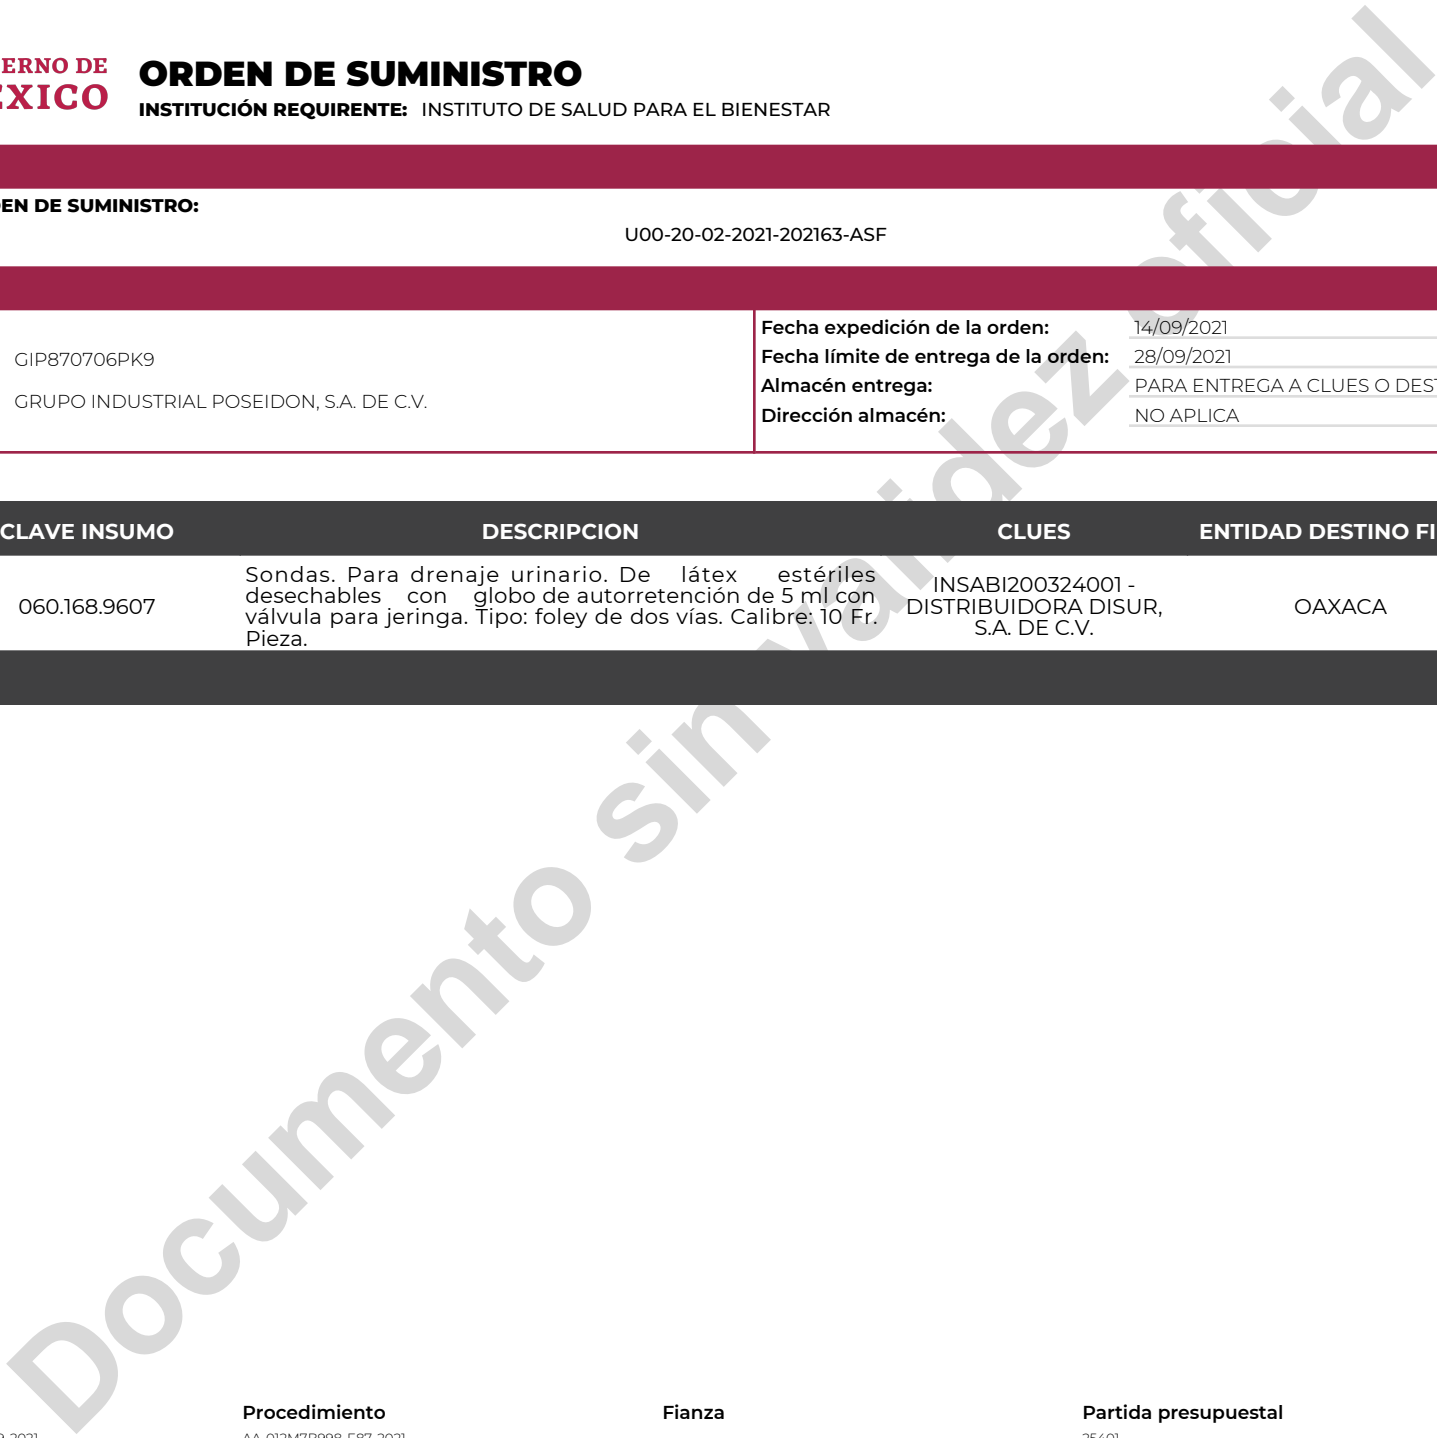 ERNO DE
EXICO
ORDEN DE SUMINISTRO
INSTITUCIÓN REQUIRENTE: INSTITUTO DE SALUD PARA EL BIENESTAR
EN DE SUMINISTRO:
U00-20-02-2021-202163-ASF
GIP870706PK9
GRUPO INDUSTRIAL POSEIDON, S.A. DE C.V.
Fecha expedición de la orden: 14/09/2021
Fecha límite de entrega de la orden: 28/09/2021
Almacén entrega: PARA ENTREGA A CLUES O DEST
Dirección almacén: NO APLICA
CLAVE INSUMO DESCRIPCION CLUES ENTIDAD DESTINO FI
060.168.9607
Sondas. Para drenaje urinario. De látex estériles
desechables con globo de autorretención de 5 ml con
válvula para jeringa. Tipo: foley de dos vías. Calibre: 10 Fr.
Pieza.
INSABI200324001 -
DISTRIBUIDORA DISUR,
S.A. DE C.V.
OAXACA
Documento sin validez oficial
Procedimiento Fianza Partida presupuestal